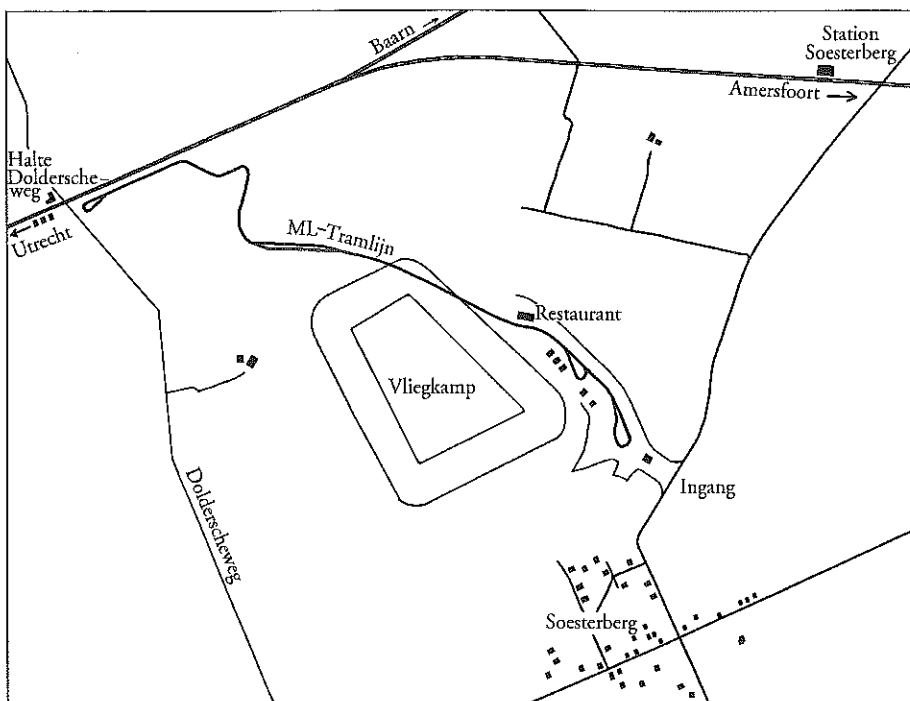 Baarn →
Station
Soesterberg
Amersfoort →
Halte
Doldersche-
weg
← Utrecht
ML-Tramlijn
Restaurant
Vliegkamp
Ingang
Dolderscheweg
Soesterberg